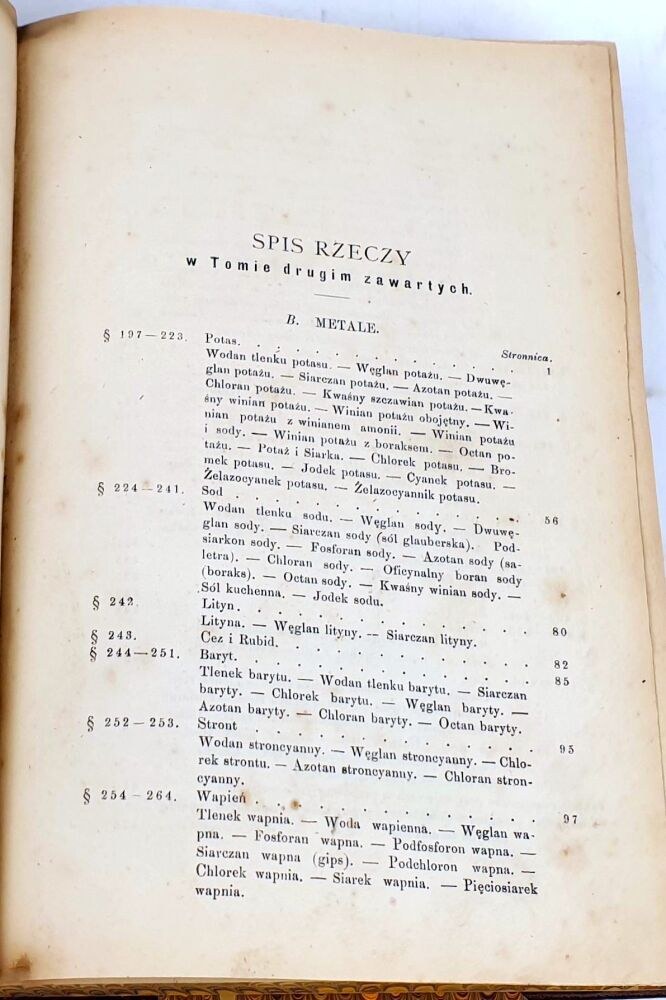 SPIS RZECZY
w Tomie drugim zawartych.
B. METALE.
Stronnica.
§ 197—223. Potas. . . . . . . . . . . . . . 1
Wodan tlenku potasu. — Węglan potażu. — Dwuwę-
glan potażu. — Siarczan potażu. — Azotan potażu. —
Chloran potażu. — Kwaśny szczawian potażu. — Kwa-
śny winian potażu. — Winian potażu obojętny. — Wi-
nian potażu z winianem amonii. — Winian potażu
i sody. — Winian potażu z boraksem. — Octan po-
tażu. — Potaż i Siarka. — Chlorek potasu. — Bro-
mek potasu. — Jodek potasu. — Cyanek potasu. —
Żelazocyanek potasu. — Żelazocyannik potasu.
§ 224—241. Sod . . . . . . . . . . . . . . 56
Wodan tlenku sodu. — Węglan sody. — Dwuwę-
glan sody. — Siarczan sody (sól glauberska). Pod-
siarkon sody. — Fosforan sody. — Azotan sody (sa-
letra). — Chloran sody. — Oficynalny boran sody
(boraks). — Octan sody. — Kwaśny winian sody. —
Sól kuchenna. — Jodek sodu.
§ 242. Lityn. . . . . . . . . . . . . . 80
Lityna. — Węglan lityny. — Siarczan lityny.
§ 243. Cez i Rubid. . . . . . . . . . . . 82
§ 244—251. Baryt. . . . . . . . . . . . . . 85
Tlenek barytu. — Wodan tlenku barytu. — Siarczan
baryty. — Chlorek barytu. — Węglan baryty. —
Azotan baryty. — Chloran baryty. — Octan baryty.
§ 252—253. Stront . . . . . . . . . . . . . 95
Wodan stroncyanny. — Węglan stroncyanny. — Chlo-
rek strontu. — Azotan stroncyanny. — Chloran stron-
cyanny.
§ 254—264. Wapień . . . . . . . . . . . . . 97
Tlenek wapnia. — Woda wapienna. — Węglan wa-
pna. — Fosforan wapna. — Podfosforon wapna. —
Siarczan wapna (gips). — Podchloron wapna. —
Chlorek wapnia. — Siarek wapnia. — Pięciosiarek
wapnia.